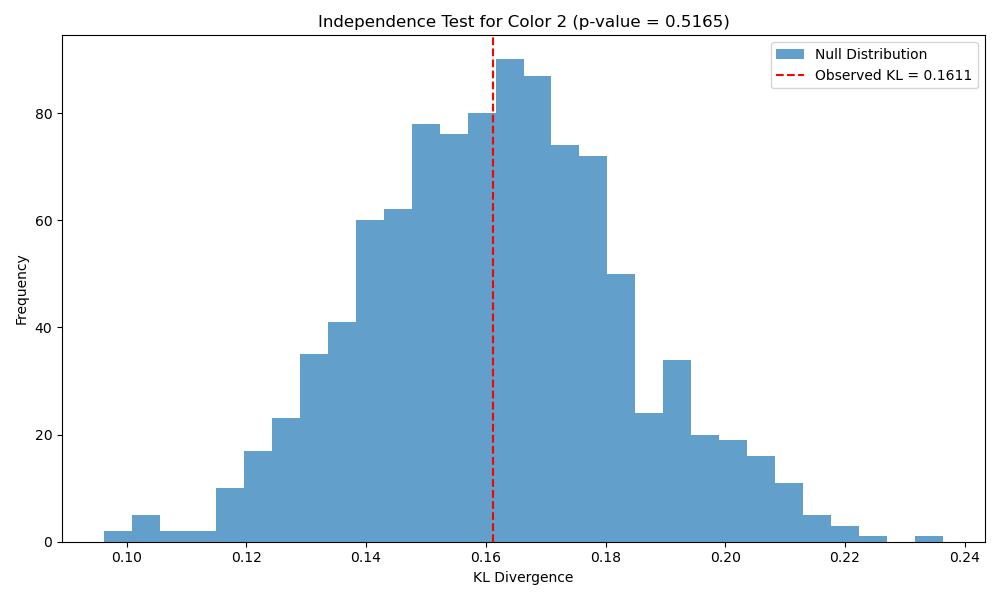 Independence Test for Color 2 (p-value = 0.5165)
Null Distribution
Observed KL = 0.1611
80
60
40
20
0
Frequency
0.10 0.12 0.14 0.16 0.18 0.20 0.22 0.24
KL Divergence